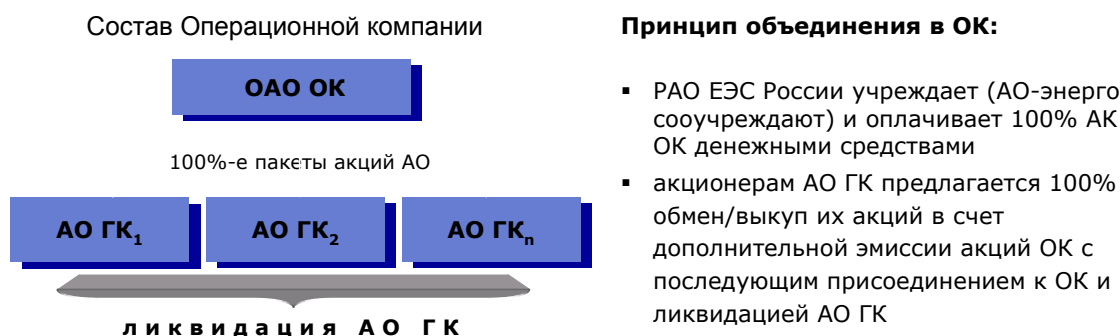 Состав Операционной компании
ОАО ОК
100%-е пакеты акций АО
АО ГК1 АО ГК2 АО ГКn
ликвидация АО ГК
Принцип объединения в ОК:
▪ РАО ЕЭС России учреждает (АО-энерго
сооучреждают) и оплачивает 100% АК
ОК денежными средствами
▪ акционерам АО ГК предлагается 100%
обмен/выкуп их акций в счет
дополнительной эмиссии акций ОК с
последующим присоединением к ОК и
ликвидацией АО ГК